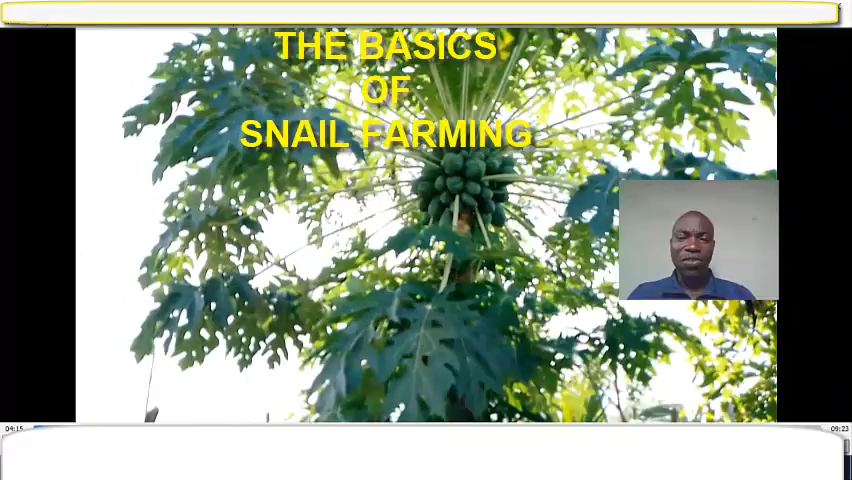 THE BASICS
OF
SNAIL FARMING
04:15
09:23